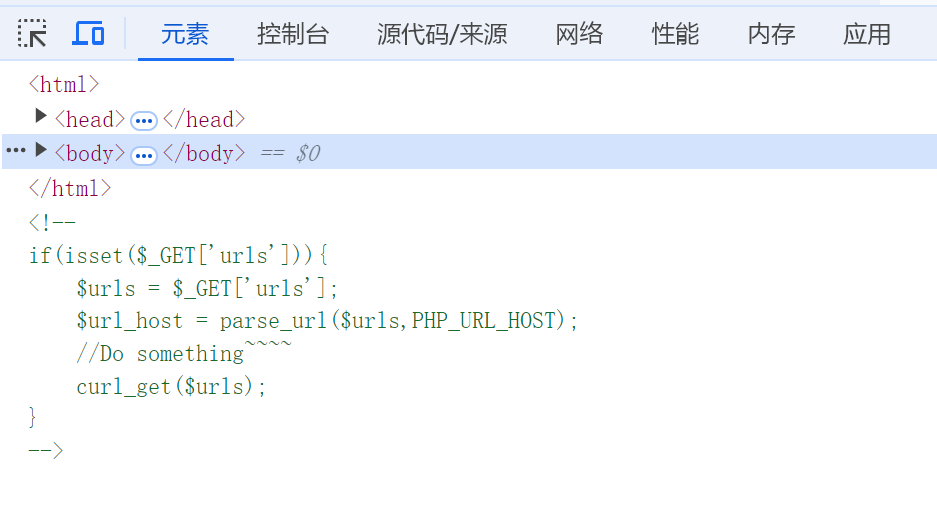 元素 控制台 源代码/来源 网络 性能 内存 应用
<html>
<head>…</head>
<body>…</body> == $0
</html>
<!--
if(isset($_GET['urls'])){
    $urls = $_GET['urls'];
    $url_host = parse_url($urls,PHP_URL_HOST);
    //Do something~~~~
    curl_get($urls);
}
-->